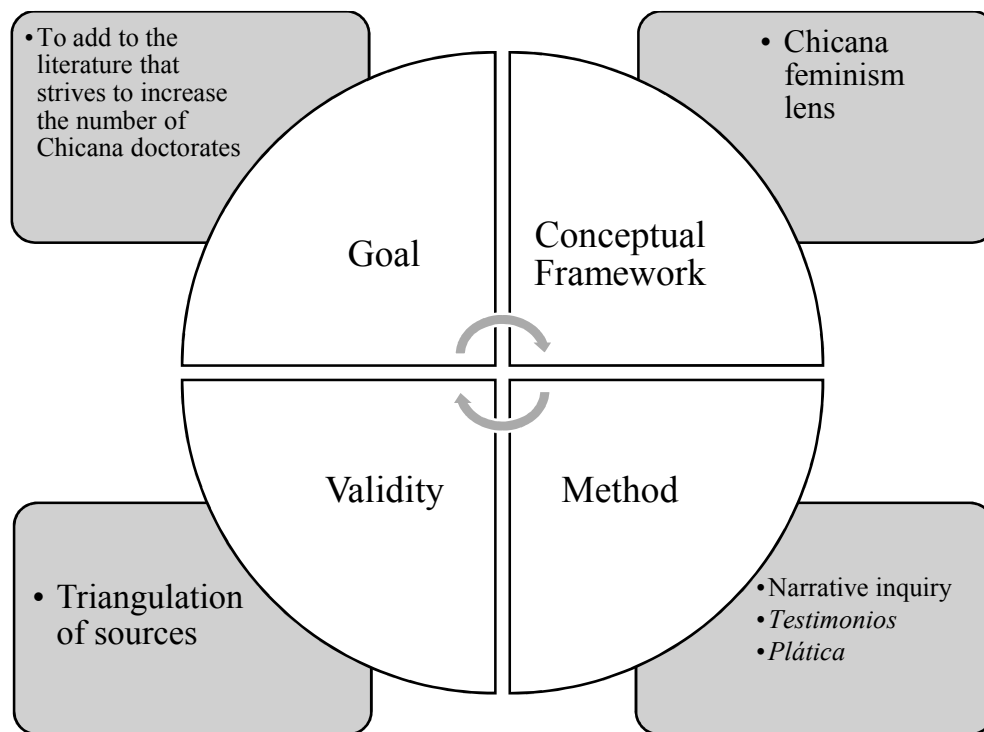 • To add to the
literature that
strives to increase
the number of
Chicana doctorates
Goal
• Chicana
feminism
lens
Conceptual
Framework
Validity
• Triangulation
of sources
Method
• Narrative inquiry
• Testimonios
• Plática